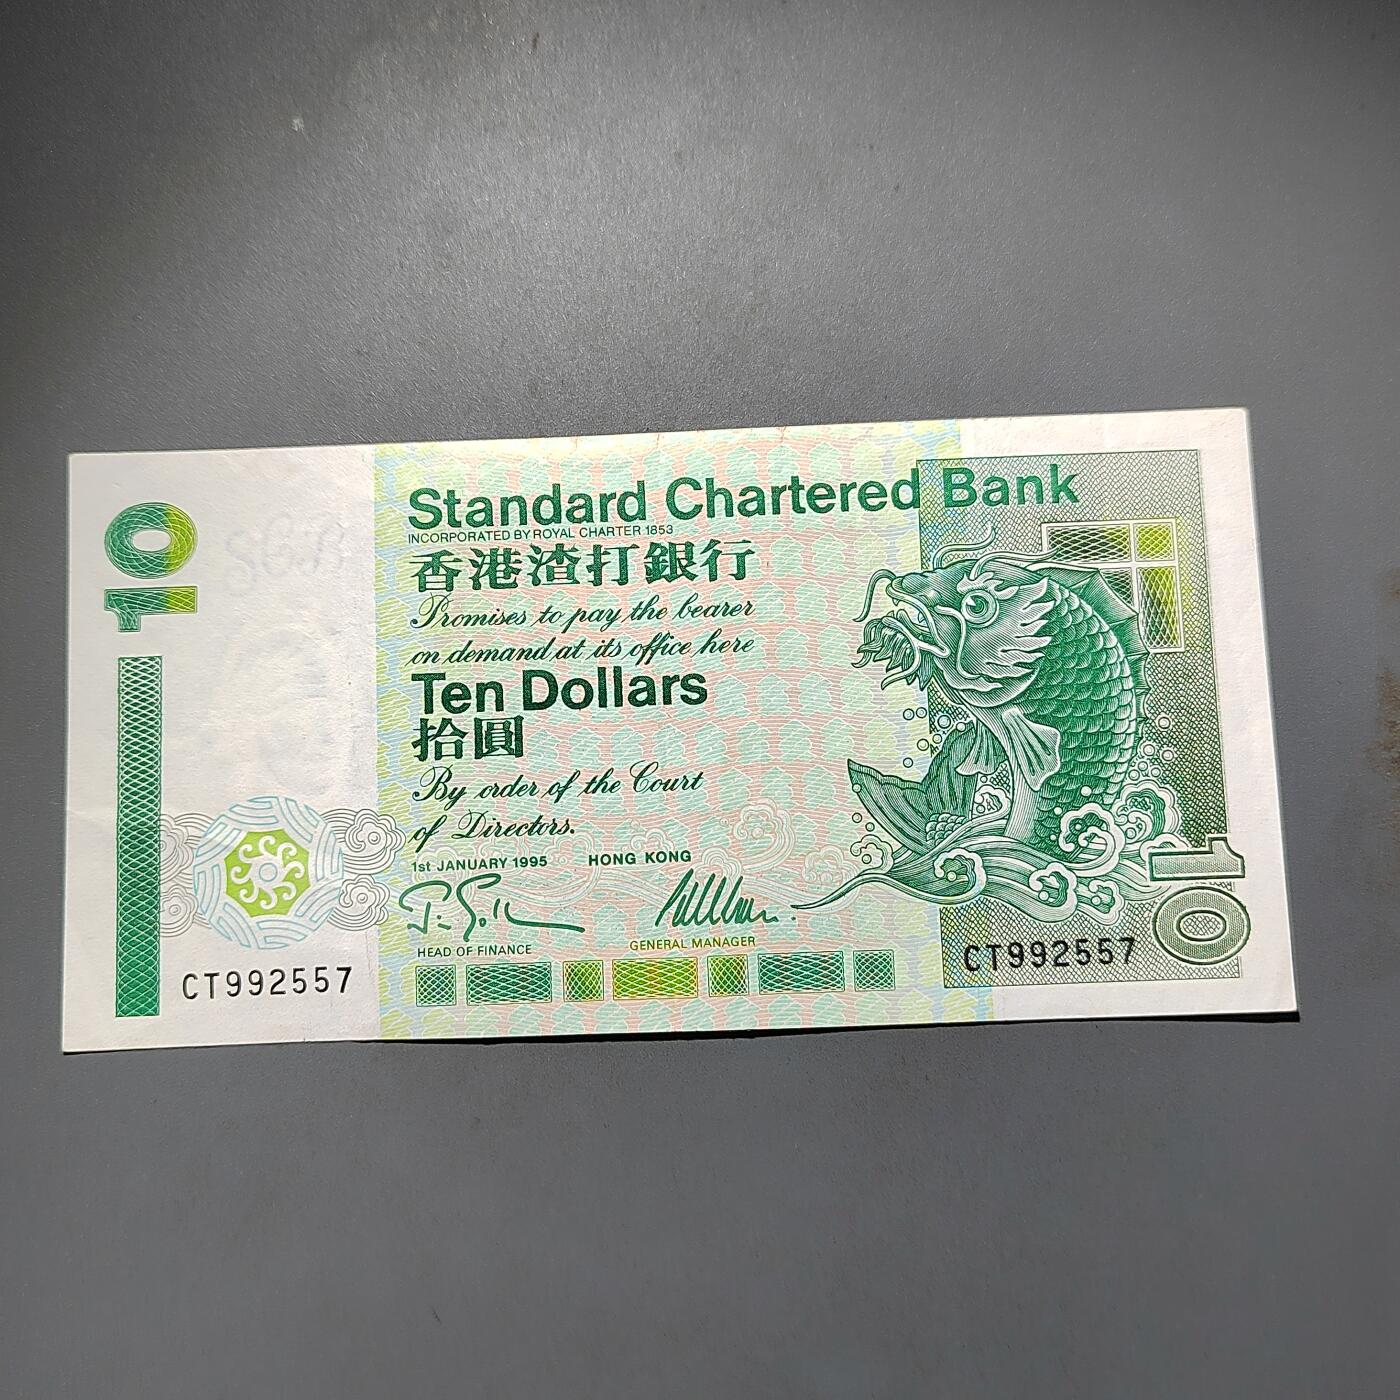 10
Standard Chartered Bank
INCORPORATED BY ROYAL CHARTER 1853
香港渣打銀行
Promises to pay the bearer
on demand at its office here
Ten Dollars
拾圓
By order of the Court
of Directors.
1st JANUARY 1995 HONG KONG
HEAD OF FINANCE
GENERAL MANAGER
CT992557
CT992557
10